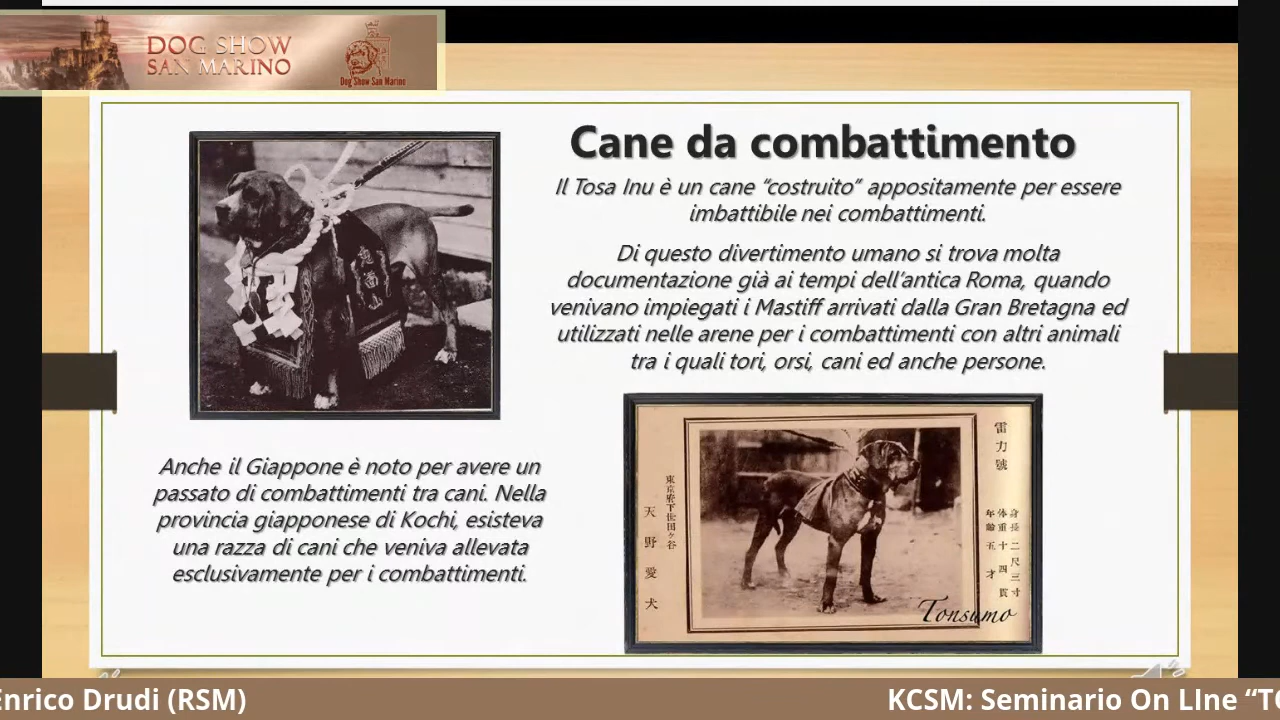 DOG SHOW
SAN MARINO
Dog Show San Marino
Cane da combattimento
Il Tosa Inu è un cane “costruito” appositamente per essere
imbattibile nei combattimenti.
Di questo divertimento umano si trova molta
documentazione già ai tempi dell’antica Roma, quando
venivano impiegati i Mastiff arrivati dalla Gran Bretagna ed
utilizzati nelle arene per i combattimenti con altri animali
tra i quali tori, orsi, cani ed anche persone.
Anche il Giappone è noto per avere un
passato di combattimenti tra cani. Nella
provincia giapponese di Kochi, esisteva
una razza di cani che veniva allevata
esclusivamente per i combattimenti.
雷力號
身長二尺三寸
体重十四貫
年齢五才
東京府下世田ヶ谷
天野愛犬
Tonsumo
Enrico Drudi (RSM)
KCSM: Seminario On LIne “TO